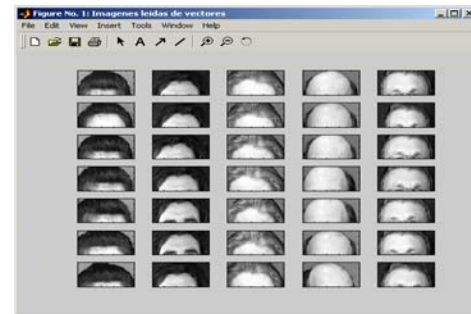 Figure No. 1: Imagenes leidas de vectores
File Edit View Insert Tools Window Help
A